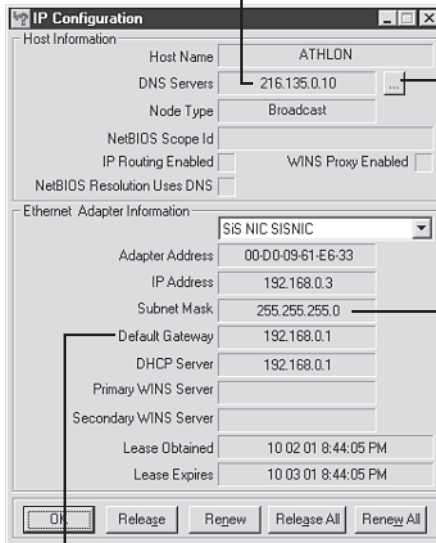 IP Configuration
Host Information
Host Name ATHLON
DNS Servers 216.135.0.10 ...
Node Type Broadcast
NetBIOS Scope Id
IP Routing Enabled WINS Proxy Enabled
NetBIOS Resolution Uses DNS
Ethernet Adapter Information
SiS NIC SISNIC
Adapter Address 00-D0-09-61-E6-33
IP Address 192.168.0.3
Subnet Mask 255.255.255.0
Default Gateway 192.168.0.1
DHCP Server 192.168.0.1
Primary WINS Server
Secondary WINS Server
Lease Obtained 10 02 01 8:44:05 PM
Lease Expires 10 03 01 8:44:05 PM
OK Release Renew Release All Renew All